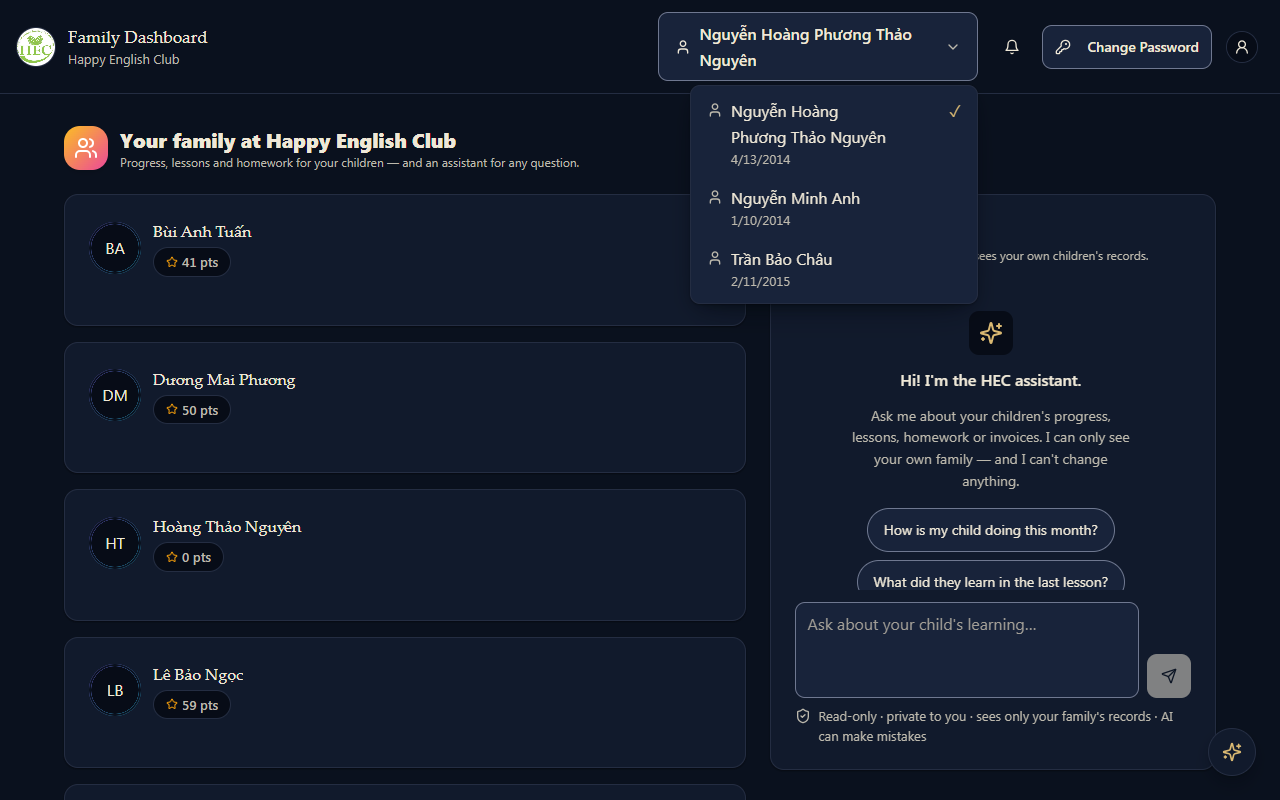 HEC
Family Dashboard
Happy English Club
Nguyễn Hoàng Phương Thảo
Nguyên
Change Password
Nguyễn Hoàng
Phương Thảo Nguyên
4/13/2014
Nguyễn Minh Anh
1/10/2014
Trần Bảo Châu
2/11/2015
Your family at Happy English Club
Progress, lessons and homework for your children — and an assistant for any question.
BA
Bùi Anh Tuấn
41 pts
DM
Dương Mai Phương
50 pts
HT
Hoàng Thảo Nguyên
0 pts
LB
Lê Bảo Ngọc
59 pts
sees your own children's records.
Hi! I'm the HEC assistant.
Ask me about your children's progress,
lessons, homework or invoices. I can only see
your own family — and I can't change
anything.
How is my child doing this month?
What did they learn in the last lesson?
Ask about your child's learning...
Read-only · private to you · sees only your family's records · AI
can make mistakes